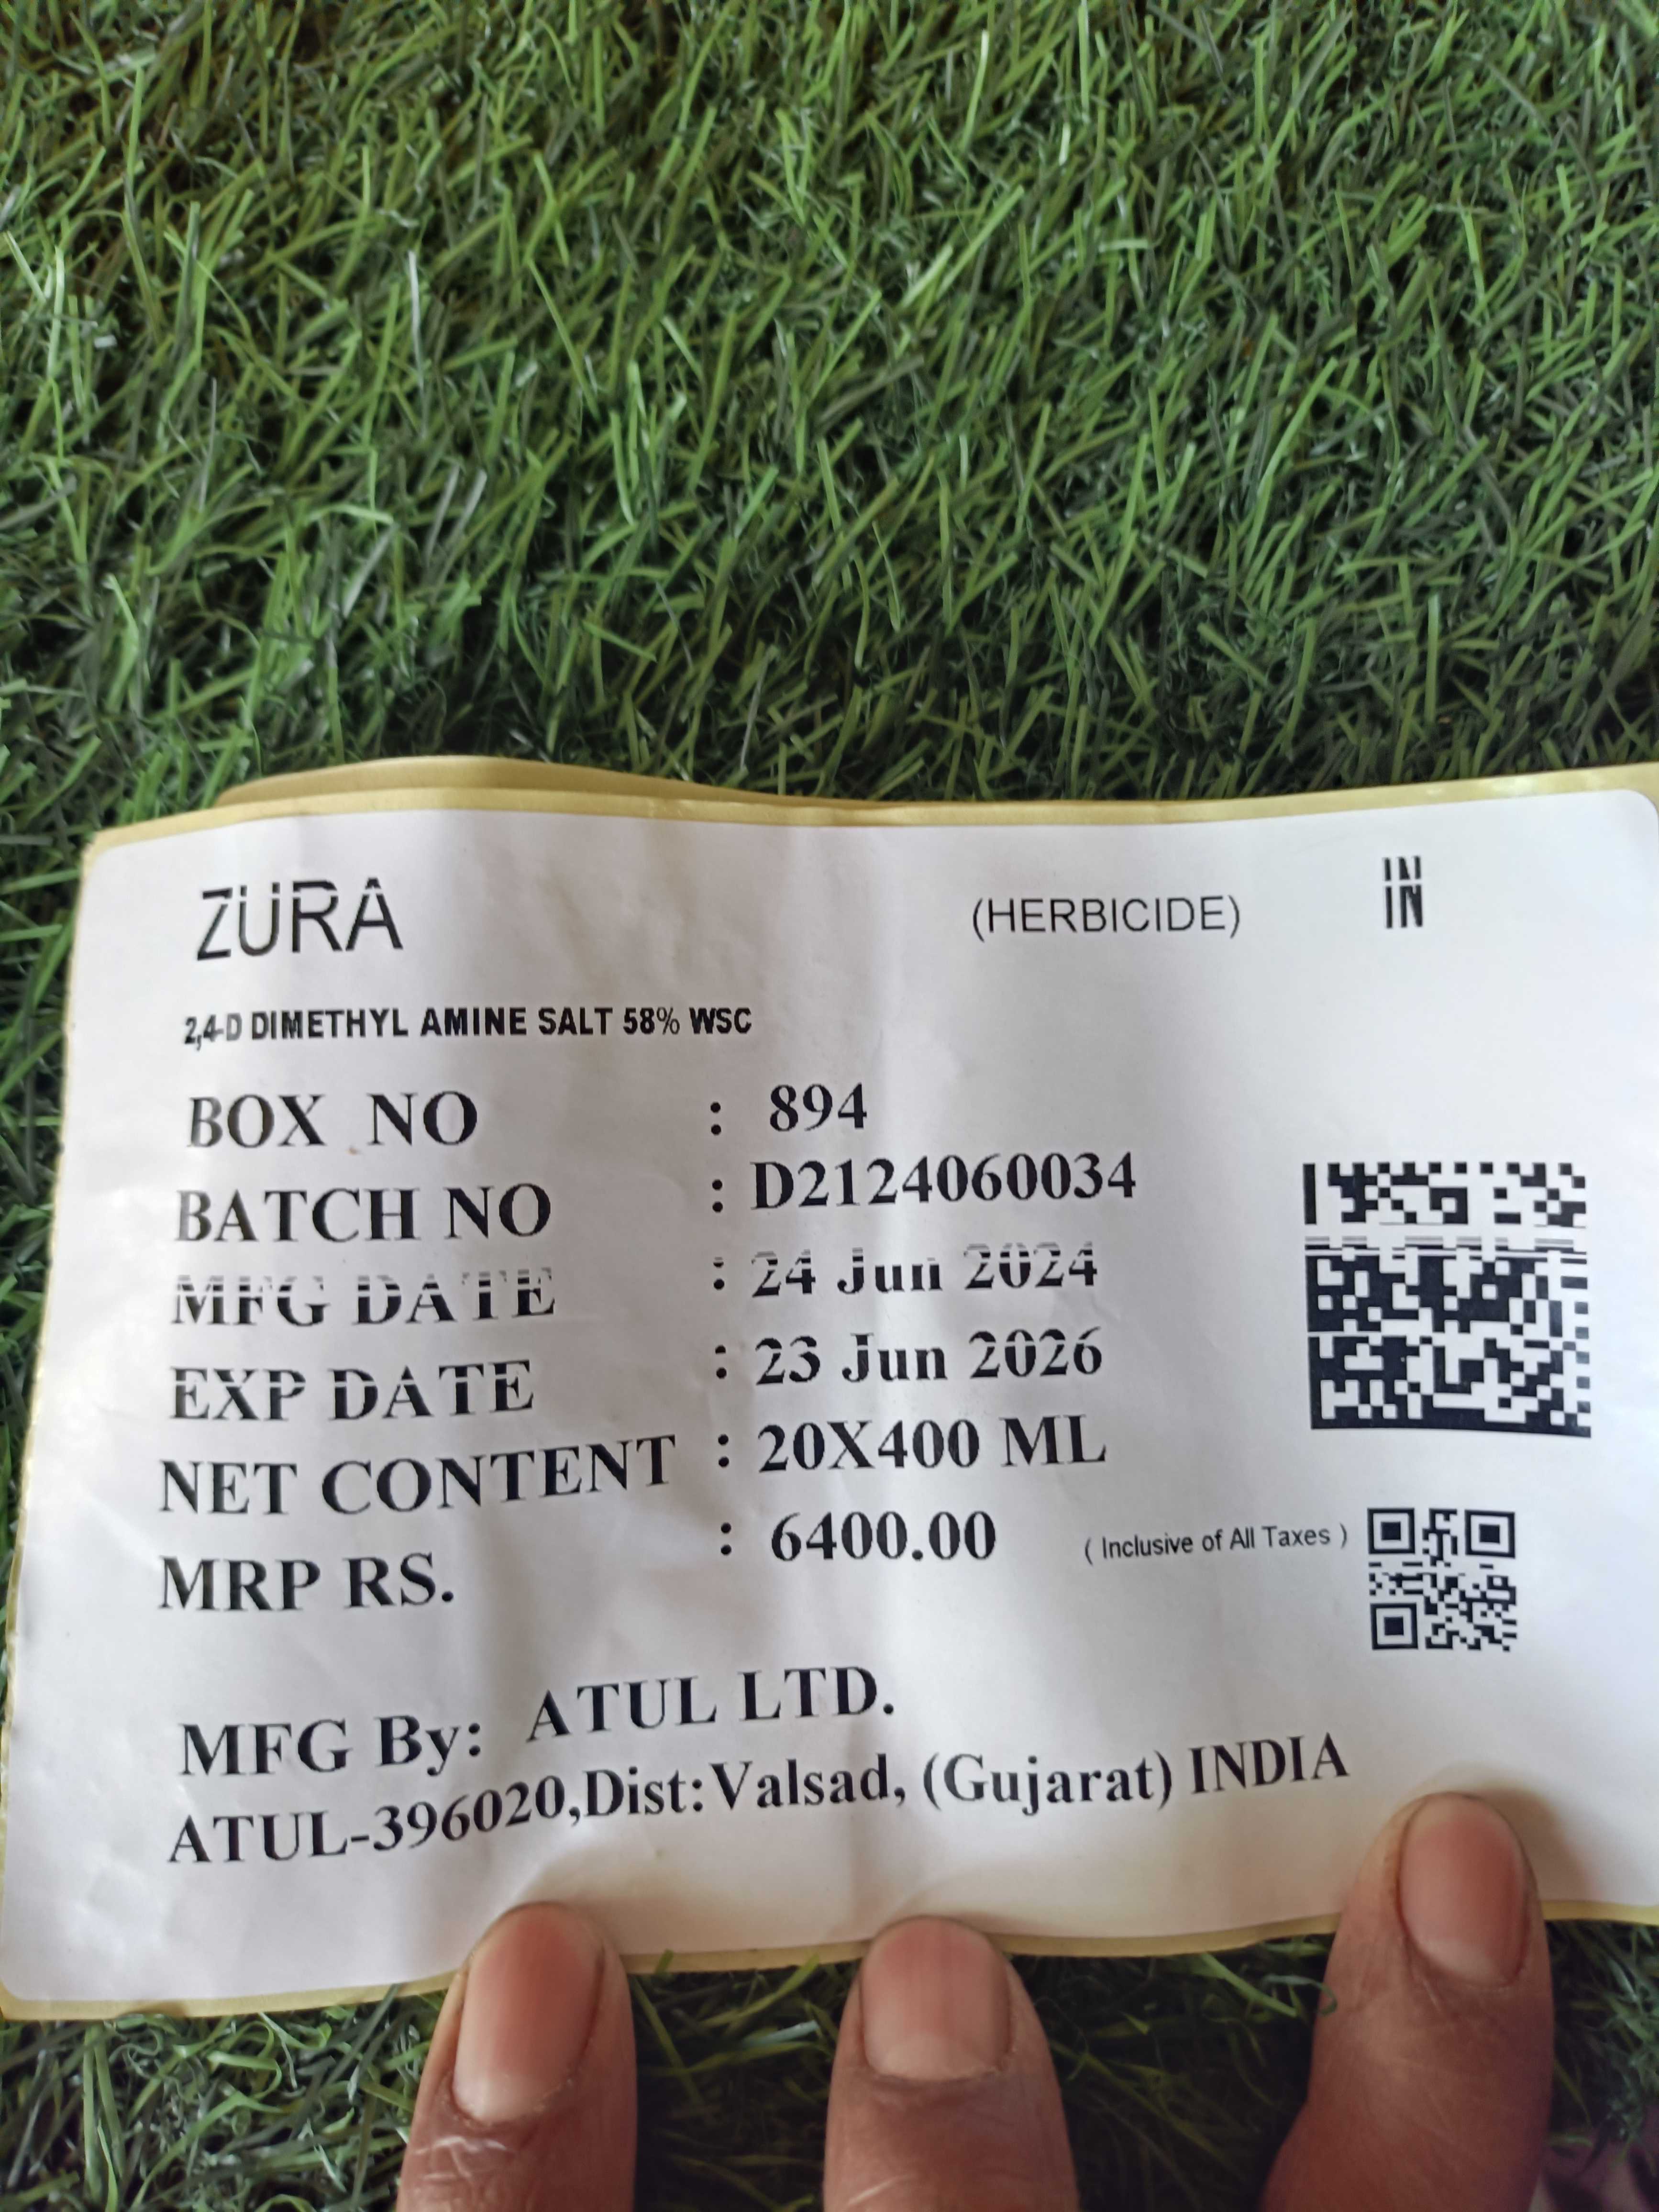 ZURA (HERBICIDE) IN
2,4-D DIMETHYL AMINE SALT 58% WSC
BOX NO : 894
BATCH NO : D2124060034
MFG DATE : 24 Jun 2024
EXP DATE : 23 Jun 2026
NET CONTENT : 20X400 ML
MRP RS. : 6400.00 ( Inclusive of All Taxes )
MFG By: ATUL LTD.
ATUL-396020,Dist:Valsad, (Gujarat) INDIA